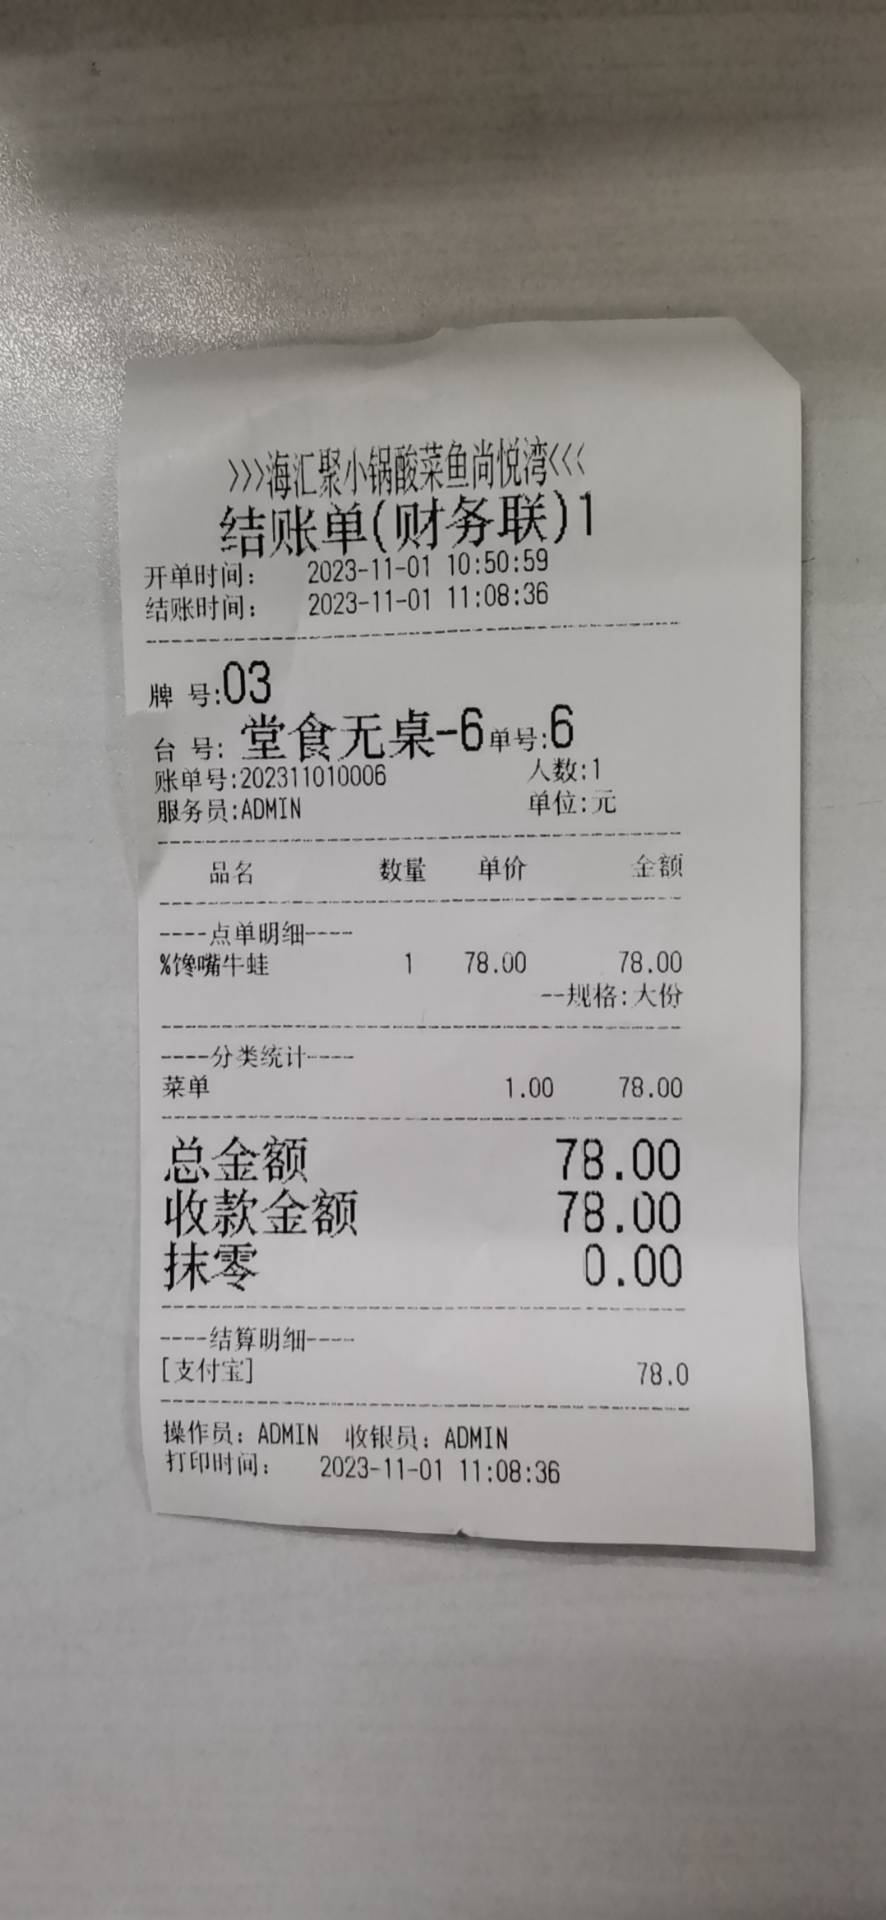 >>>海汇聚小锅酸菜鱼尚悦湾<<<
结账单(财务联)1
开单时间: 2023-11-01 10:50:59
结账时间: 2023-11-01 11:08:36
牌 号:03
台 号: 堂食无桌-6 单号:6
账单号:202311010006 人数:1
服务员:ADMIN 单位:元
品名 数量 单价 金额
----点单明细----
%馋嘴牛蛙 1 78.00 78.00
--规格:大份
----分类统计----
菜单 1.00 78.00
总金额 78.00
收款金额 78.00
抹零 0.00
----结算明细----
[支付宝] 78.0
操作员: ADMIN 收银员: ADMIN
打印时间: 2023-11-01 11:08:36